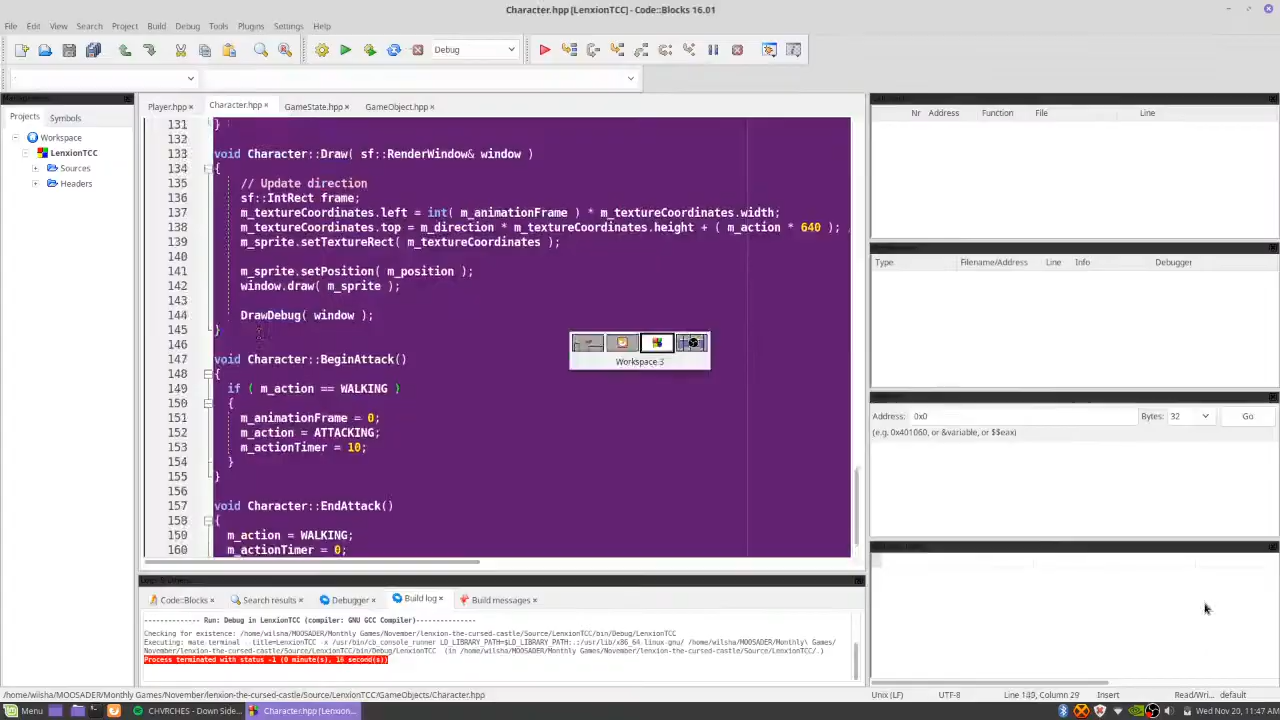 Character.hpp [LenxionTCC] - Code::Blocks 16.01
File Edit View Search Project Build Debug Tools Plugins Settings Help
Debug
Projects Symbols
Workspace
LenxionTCC
Sources
Headers
Player.hpp Character.hpp GameState.hpp GameObject.hpp
131 }
132
133 void Character::Draw( sf::RenderWindow& window )
134 {
135 // Update direction
136 sf::IntRect frame;
137 m_textureCoordinates.left = int( m_animationFrame ) * m_textureCoordinates.width;
138 m_textureCoordinates.top = m_direction * m_textureCoordinates.height + ( m_action * 640 ); /
139 m_sprite.setTextureRect( m_textureCoordinates );
140
141 m_sprite.setPosition( m_position );
142 window.draw( m_sprite );
143
144 DrawDebug( window );
145 }
146
147 void Character::BeginAttack()
148 {
149 if ( m_action == WALKING )
150 {
151 m_animationFrame = 0;
152 m_action = ATTACKING;
153 m_actionTimer = 10;
154 }
155 }
156
157 void Character::EndAttack()
158 {
159 m_action = WALKING;
160 m_actionTimer = 0;
Workspace 3
Nr Address Function File Line
Type Filename/Address Line Info Debugger
Address: 0x0 Bytes: 32 Go
(e.g. 0x401060, or &variable, or $$eax)
Code::Blocks Search results Debugger Build log Build messages
-------------- Run: Debug in LenxionTCC (compiler: GNU GCC Compiler)---------------
Checking for existence: /home/wilsha/MOOSADER/Monthly Games/November/lenxion-the-cursed-castle/Source/LenxionTCC/bin/Debug/LenxionTCC
Executing: mate-terminal --title=LenxionTCC -x /usr/bin/cb_console_runner LD_LIBRARY_PATH=$LD_LIBRARY_PATH:.:/usr/lib/x86_64-linux-gnu/ /home/wilsha/MOOSADER/Monthly\ Games/
November/lenxion-the-cursed-castle/Source/LenxionTCC/bin/Debug/LenxionTCC (in /home/wilsha/MOOSADER/Monthly Games/November/lenxion-the-cursed-castle/Source/LenxionTCC/.)
Process terminated with status -1 (0 minute(s), 18 second(s))
/home/wilsha/MOOSADER/Monthly Games/November/lenxion-the-cursed-castle/Source/LenxionTCC/GameObjects/Character.hpp Unix (LF) UTF-8 Line 149, Column 29 Insert Read/Wri... default
Menu CHVRCHES - Down Side... Character.hpp [Lenxion... Wed Nov 20, 11:47 AM